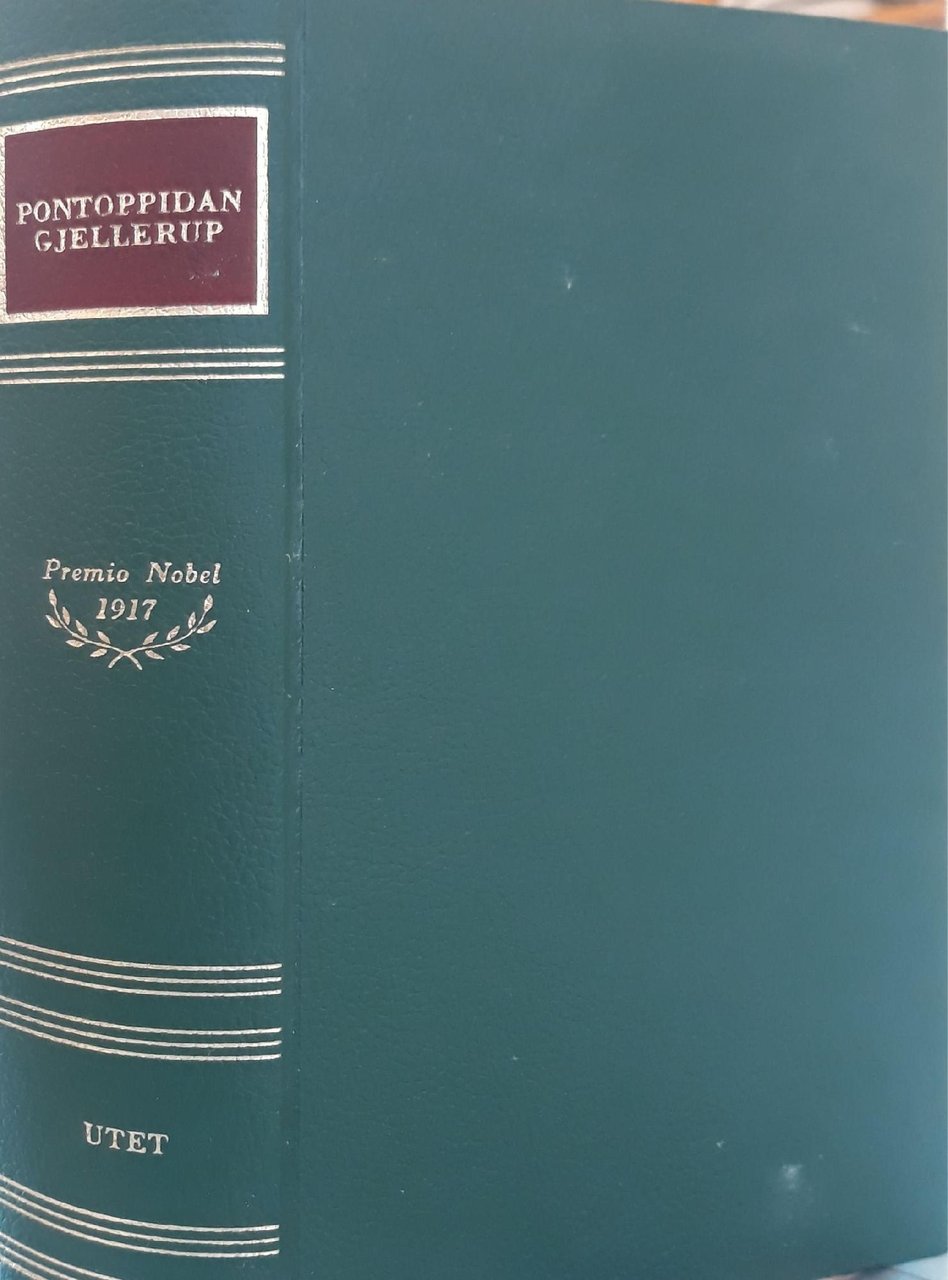 PONTOPPIDAN
GJELLERUP
Premio Nobel
1917
UTET